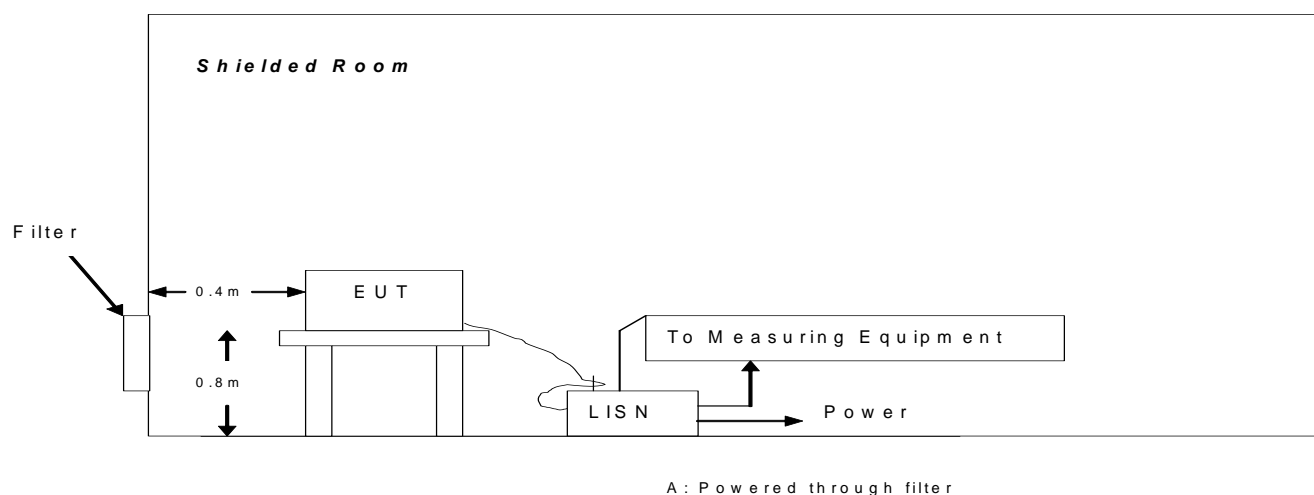 Shielded Room
Filter
0.4m
EUT
To Measuring Equipment
0.8m
LISN
Power
A: Powered through filter